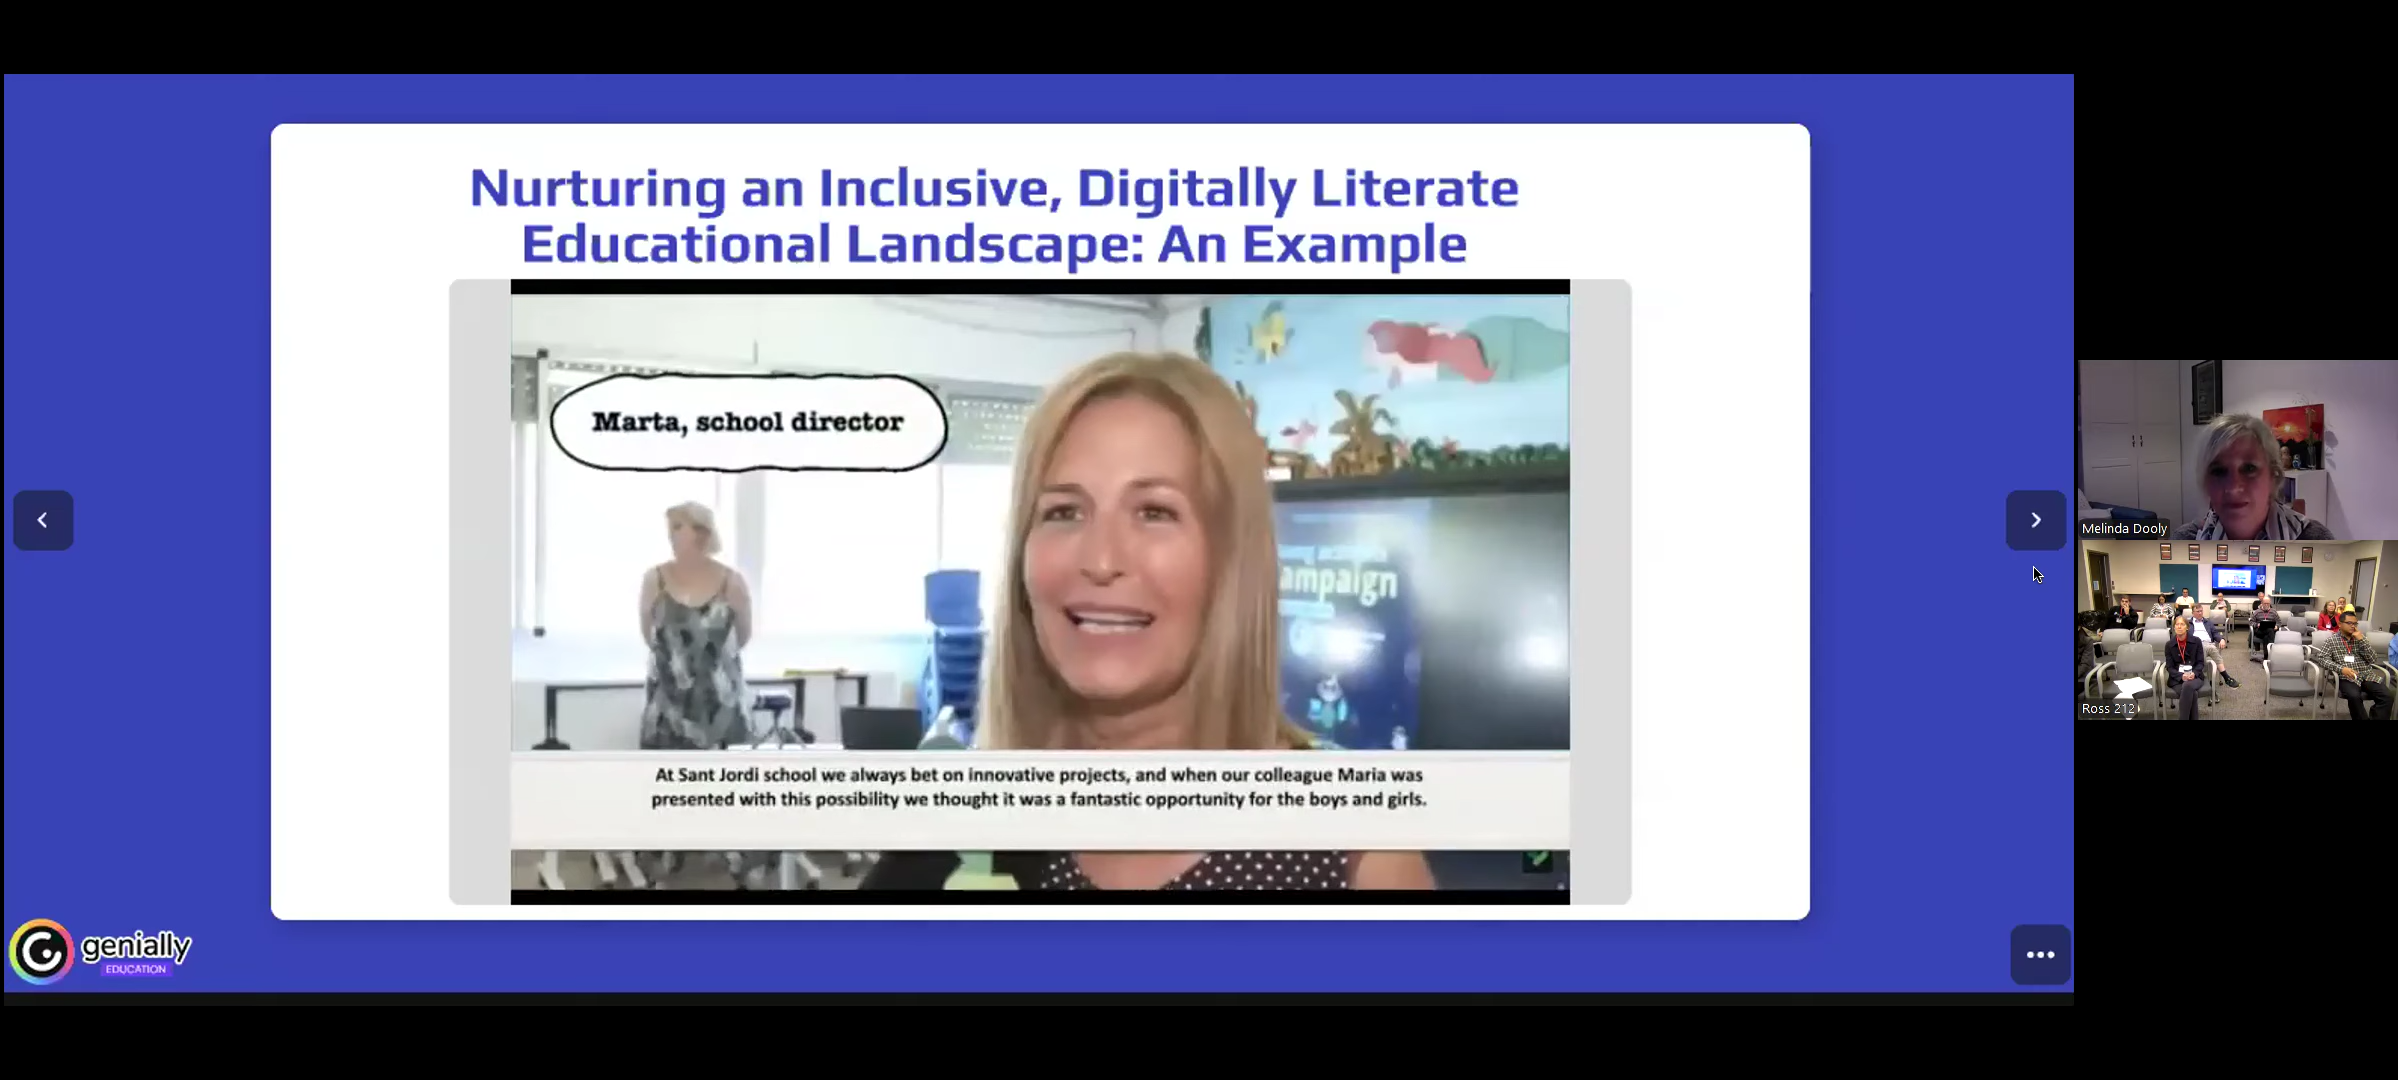 Nurturing an Inclusive, Digitally Literate
Educational Landscape: An Example
Marta, school director
ampaign
At Sant Jordi school we always bet on innovative projects, and when our colleague Maria was
presented with this possibility we thought it was a fantastic opportunity for the boys and girls.
genially
EDUCATION
Melinda Dooly
Ross 212